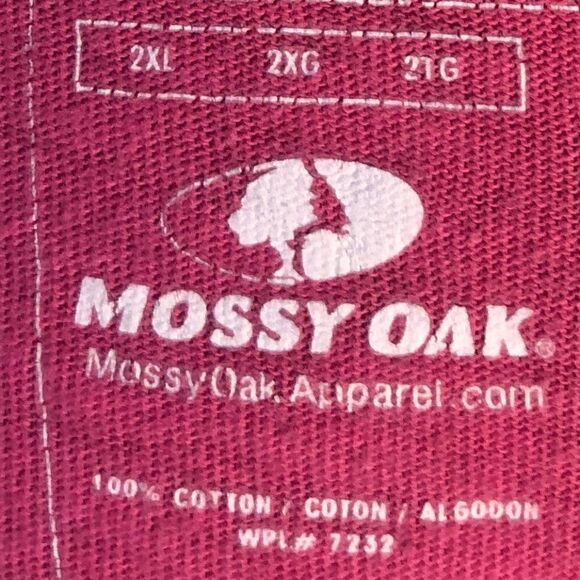 2XL 2XG 2TG
MOSSY OAK®
MossyOak.Apparel.com
100% COTTON / COTON / ALGODON
WPL# 7232